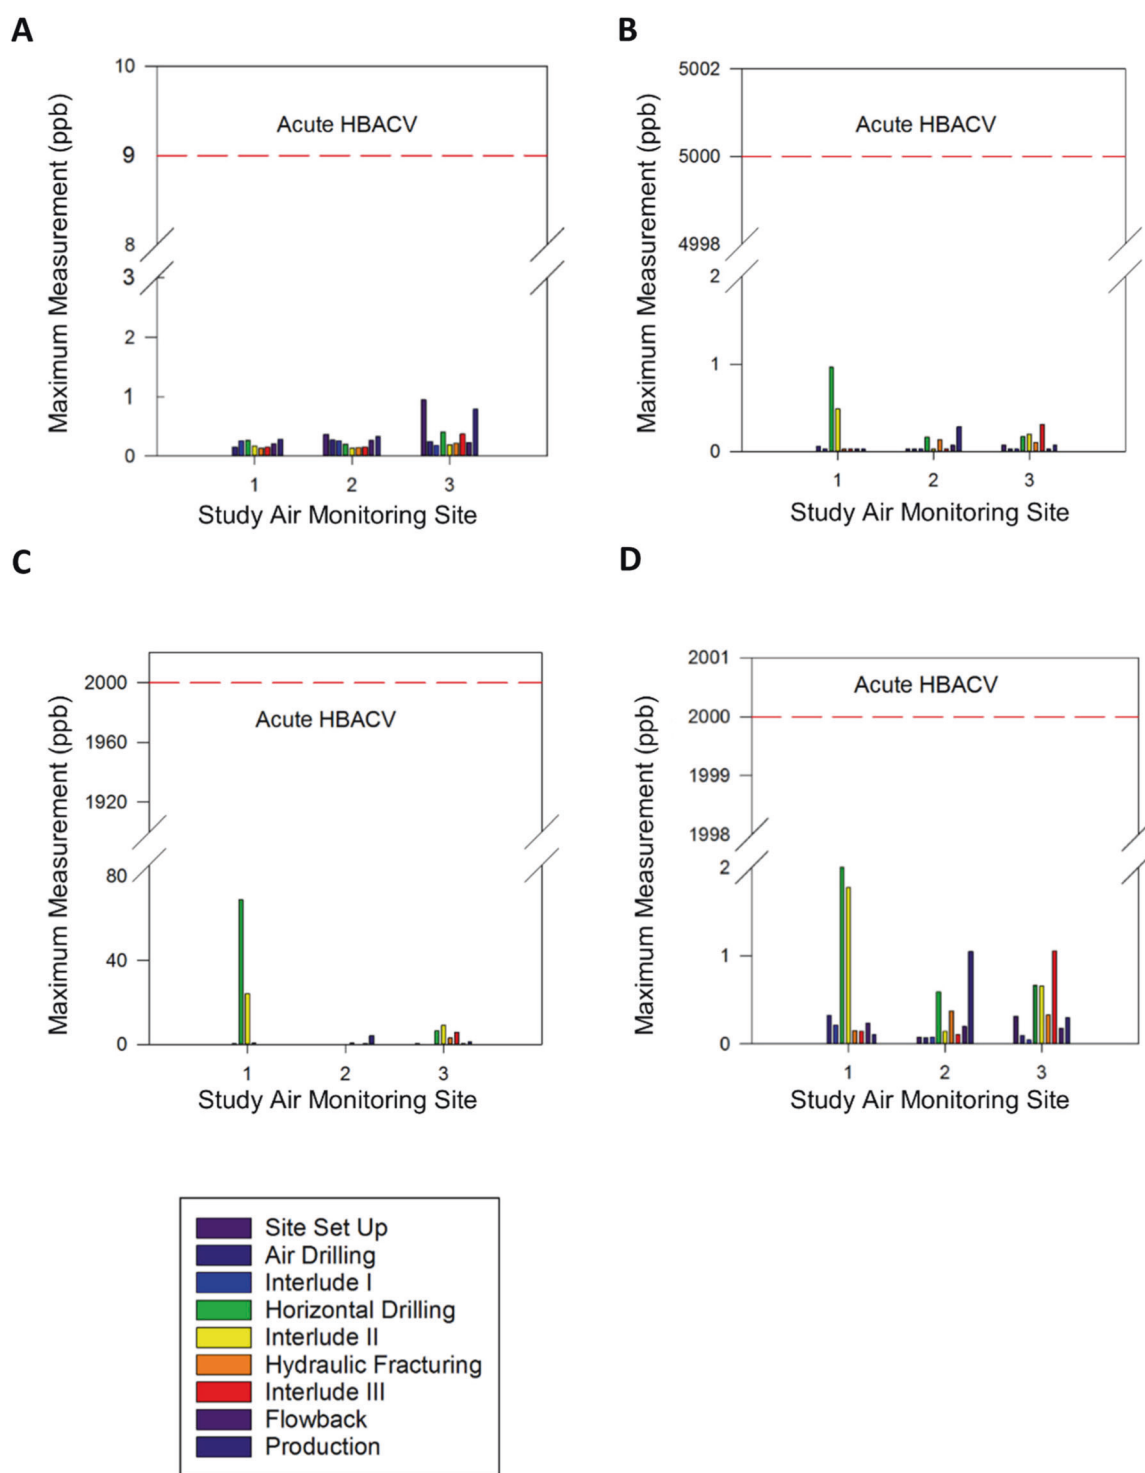 A
Maximum Measurement (ppb)
10
9
8
3
2
1
0
Acute HBACV
1 2 3
Study Air Monitoring Site
B
Maximum Measurement (ppb)
5002
5000
4998
2
1
0
Acute HBACV
1 2 3
Study Air Monitoring Site
C
Maximum Measurement (ppb)
2000
1960
1920
80
40
0
Acute HBACV
1 2 3
Study Air Monitoring Site
D
Maximum Measurement (ppb)
2001
2000
1999
1998
2
1
0
Acute HBACV
1 2 3
Study Air Monitoring Site
Site Set Up
Air Drilling
Interlude I
Horizontal Drilling
Interlude II
Hydraulic Fracturing
Interlude III
Flowback
Production